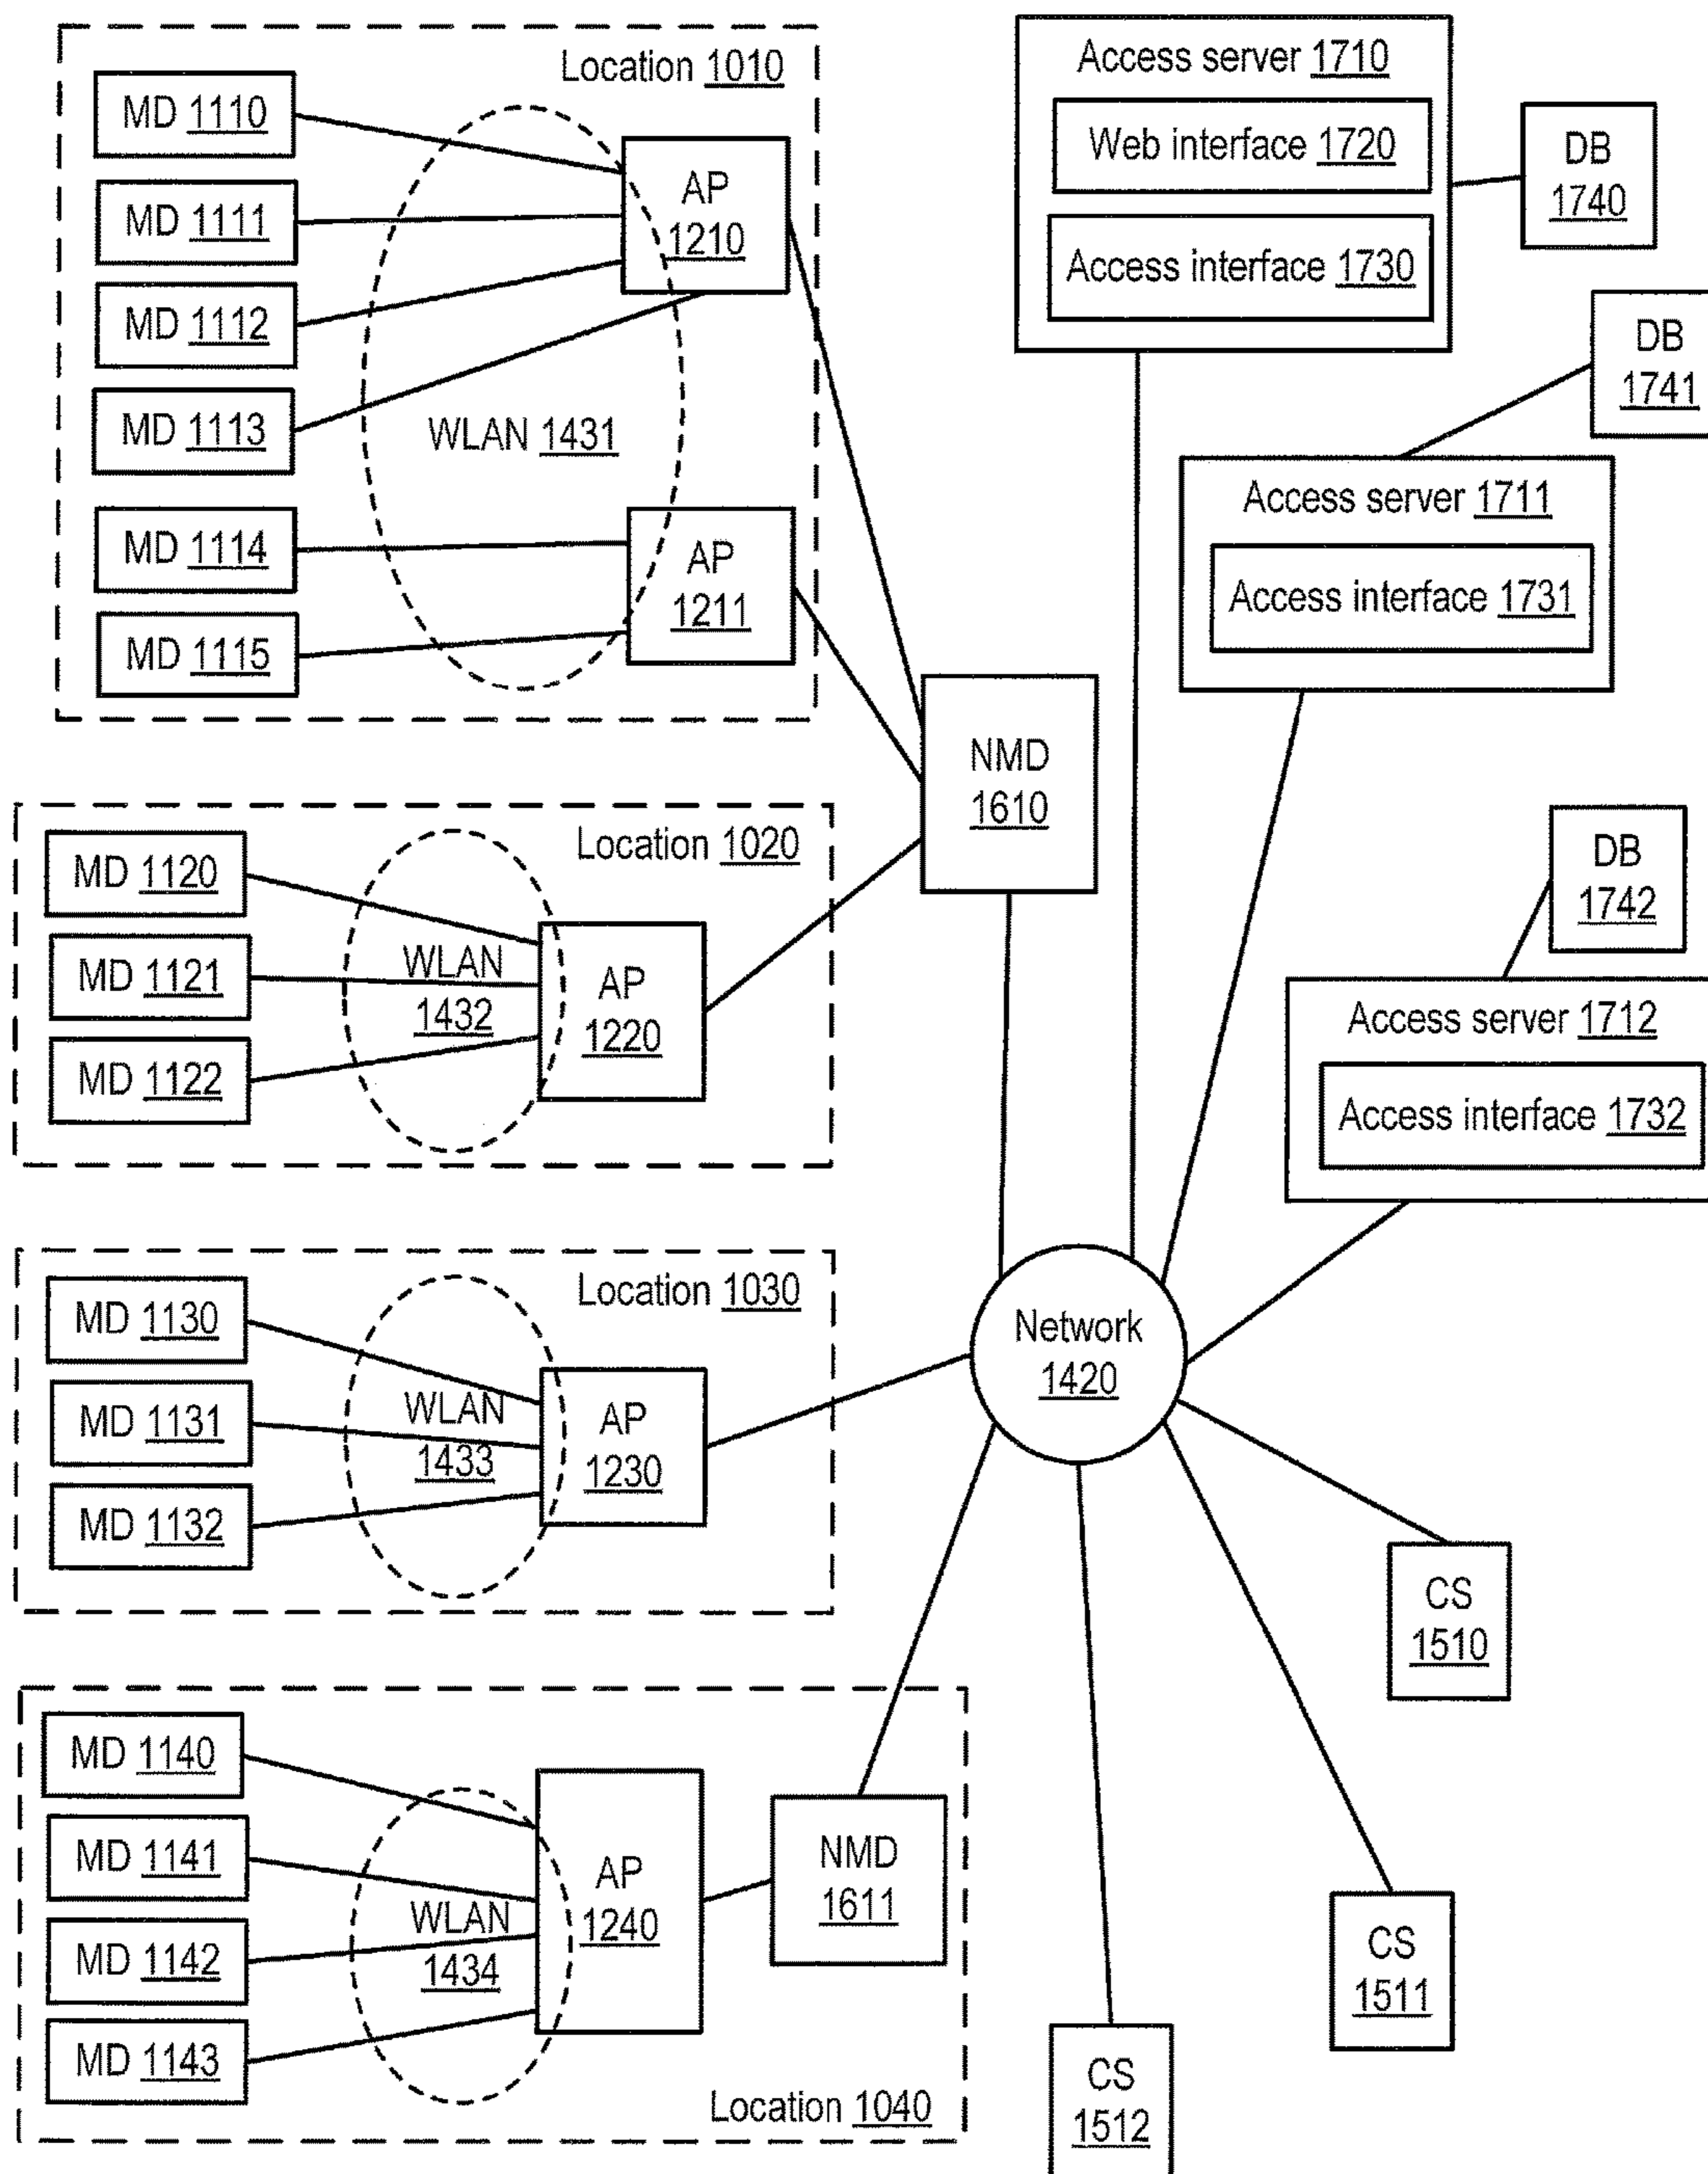 Location 1010
MD 1110
MD 1111
MD 1112
MD 1113
MD 1114
MD 1115
WLAN 1431
AP
1210
AP
1211
Location 1020
MD 1120
MD 1121
MD 1122
WLAN
1432
AP
1220
Location 1030
MD 1130
MD 1131
MD 1132
WLAN
1433
AP
1230
MD 1140
MD 1141
MD 1142
MD 1143
WLAN
1434
AP
1240
NMD
1611
Location 1040
NMD
1610
Access server 1710
Web interface 1720
Access interface 1730
DB
1740
DB
1741
Access server 1711
Access interface 1731
DB
1742
Access server 1712
Access interface 1732
Network
1420
CS
1510
CS
1511
CS
1512